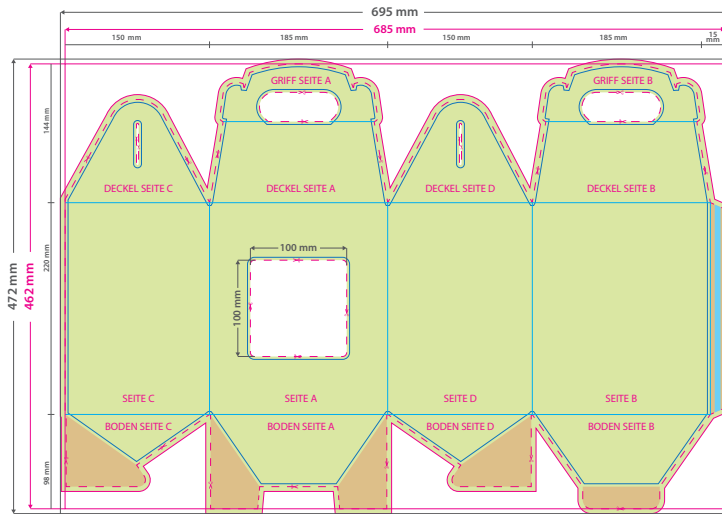 695 mm
685 mm
150 mm 185 mm 150 mm 185 mm 15 mm
GRIFF SEITE A GRIFF SEITE B
144 mm
DECKEL SEITE C DECKEL SEITE A DECKEL SEITE D DECKEL SEITE B
100 mm
220 mm
472 mm
462 mm
100 mm
SEITE C SEITE A SEITE D SEITE B
BODEN SEITE C BODEN SEITE A BODEN SEITE D BODEN SEITE B
98 mm